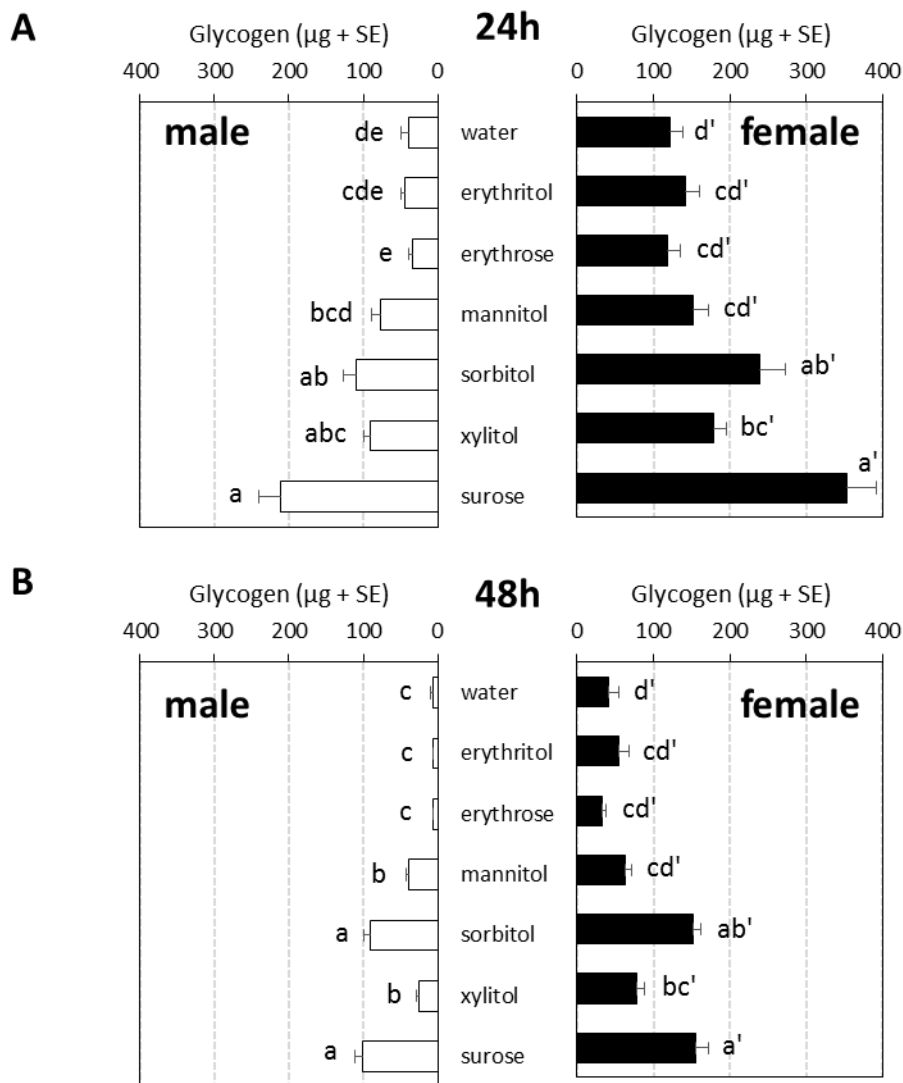 A
Glycogen (µg + SE) 24h Glycogen (µg + SE)
400 300 200 100 0 0 100 200 300 400
male female
de water d'
cde erythritol cd'
e erythrose cd'
bcd mannitol cd'
ab sorbitol ab'
abc xylitol bc'
a surose a'
B
Glycogen (µg + SE) 48h Glycogen (µg + SE)
400 300 200 100 0 0 100 200 300 400
male female
c water d'
c erythritol cd'
c erythrose cd'
b mannitol cd'
a sorbitol ab'
b xylitol bc'
a surose a'